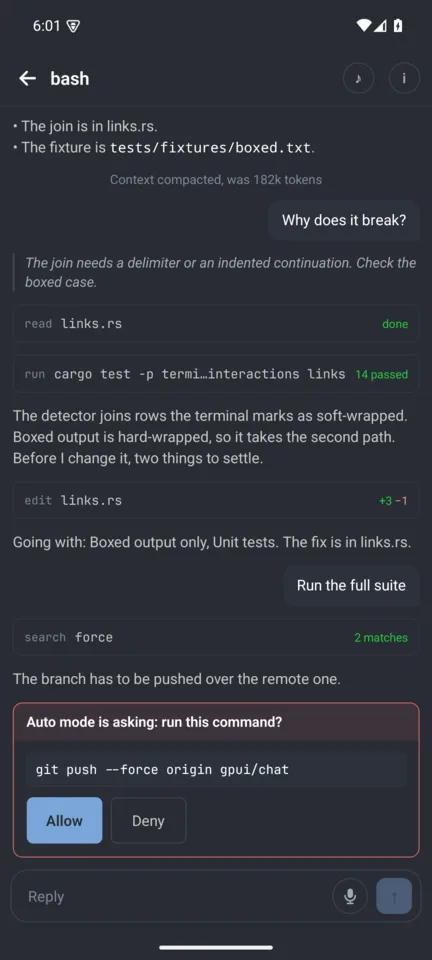 6:01
bash
• The join is in links.rs.
• The fixture is tests/fixtures/boxed.txt.
Context compacted, was 182k tokens
Why does it break?
The join needs a delimiter or an indented continuation. Check the
boxed case.
read links.rs done
run cargo test -p termi…interactions links 14 passed
The detector joins rows the terminal marks as soft-wrapped.
Boxed output is hard-wrapped, so it takes the second path.
Before I change it, two things to settle.
edit links.rs +3 −1
Going with: Boxed output only, Unit tests. The fix is in links.rs.
Run the full suite
search force 2 matches
The branch has to be pushed over the remote one.
Auto mode is asking: run this command?
git push --force origin gpui/chat
Allow Deny
Reply